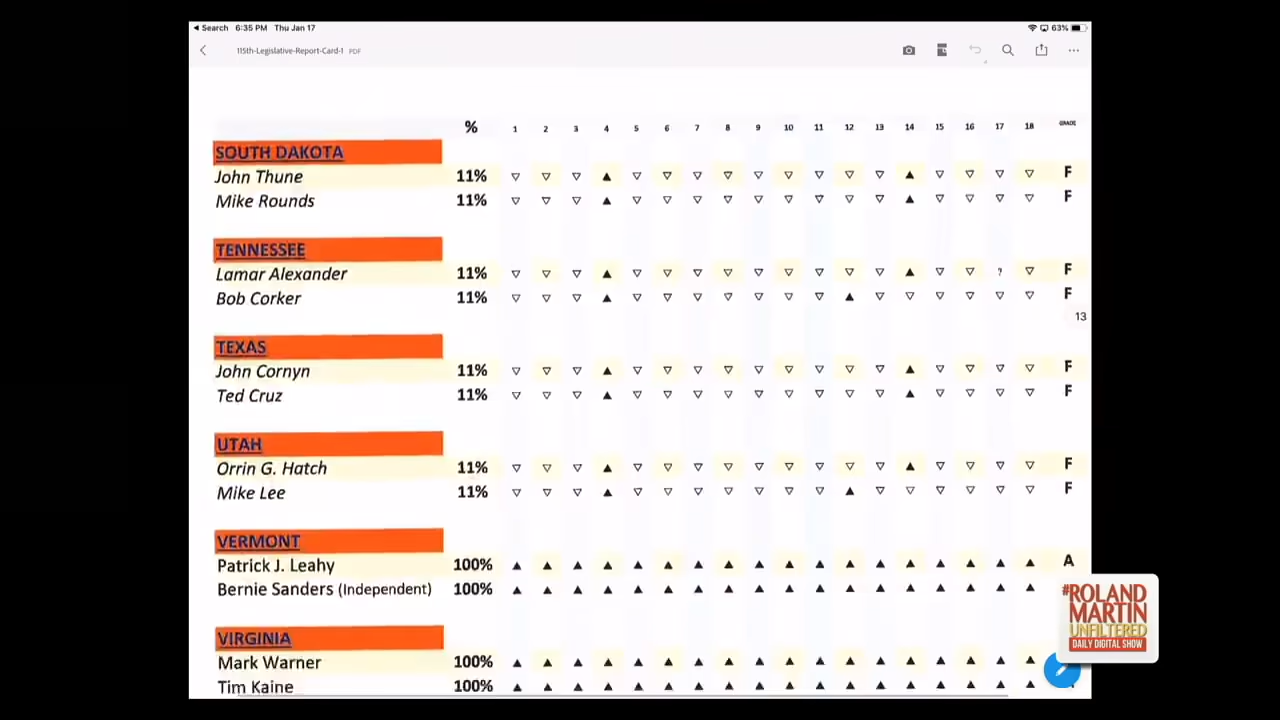 Search 6:35 PM Thu Jan 17 63%
115th-Legislative-Report-Card-1 PDF
% 1 2 3 4 5 6 7 8 9 10 11 12 13 14 15 16 17 18 GRADE
SOUTH DAKOTA
John Thune 11% ▽ ▽ ▽ ▲ ▽ ▽ ▽ ▽ ▽ ▽ ▽ ▽ ▽ ▲ ▽ ▽ ▽ ▽ F
Mike Rounds 11% ▽ ▽ ▽ ▲ ▽ ▽ ▽ ▽ ▽ ▽ ▽ ▽ ▽ ▲ ▽ ▽ ▽ ▽ F
TENNESSEE
Lamar Alexander 11% ▽ ▽ ▽ ▲ ▽ ▽ ▽ ▽ ▽ ▽ ▽ ▽ ▽ ▲ ▽ ▽ ? ▽ F
Bob Corker 11% ▽ ▽ ▽ ▲ ▽ ▽ ▽ ▽ ▽ ▽ ▽ ▲ ▽ ▽ ▽ ▽ ▽ ▽ F
13
TEXAS
John Cornyn 11% ▽ ▽ ▽ ▲ ▽ ▽ ▽ ▽ ▽ ▽ ▽ ▽ ▽ ▲ ▽ ▽ ▽ ▽ F
Ted Cruz 11% ▽ ▽ ▽ ▲ ▽ ▽ ▽ ▽ ▽ ▽ ▽ ▽ ▽ ▲ ▽ ▽ ▽ ▽ F
UTAH
Orrin G. Hatch 11% ▽ ▽ ▽ ▲ ▽ ▽ ▽ ▽ ▽ ▽ ▽ ▽ ▽ ▲ ▽ ▽ ▽ ▽ F
Mike Lee 11% ▽ ▽ ▽ ▲ ▽ ▽ ▽ ▽ ▽ ▽ ▽ ▲ ▽ ▽ ▽ ▽ ▽ ▽ F
VERMONT
Patrick J. Leahy 100% ▲ ▲ ▲ ▲ ▲ ▲ ▲ ▲ ▲ ▲ ▲ ▲ ▲ ▲ ▲ ▲ ▲ ▲ A
Bernie Sanders (Independent) 100% ▲ ▲ ▲ ▲ ▲ ▲ ▲ ▲ ▲ ▲ ▲ ▲ ▲ ▲ ▲ ▲ ▲ ▲
VIRGINIA
Mark Warner 100% ▲ ▲ ▲ ▲ ▲ ▲ ▲ ▲ ▲ ▲ ▲ ▲ ▲ ▲ ▲ ▲ ▲ ▲
Tim Kaine 100% ▲ ▲ ▲ ▲ ▲ ▲ ▲ ▲ ▲ ▲ ▲ ▲ ▲ ▲ ▲ ▲ ▲ ▲
#ROLAND
MARTIN
UNFILTERED
DAILY DIGITAL SHOW